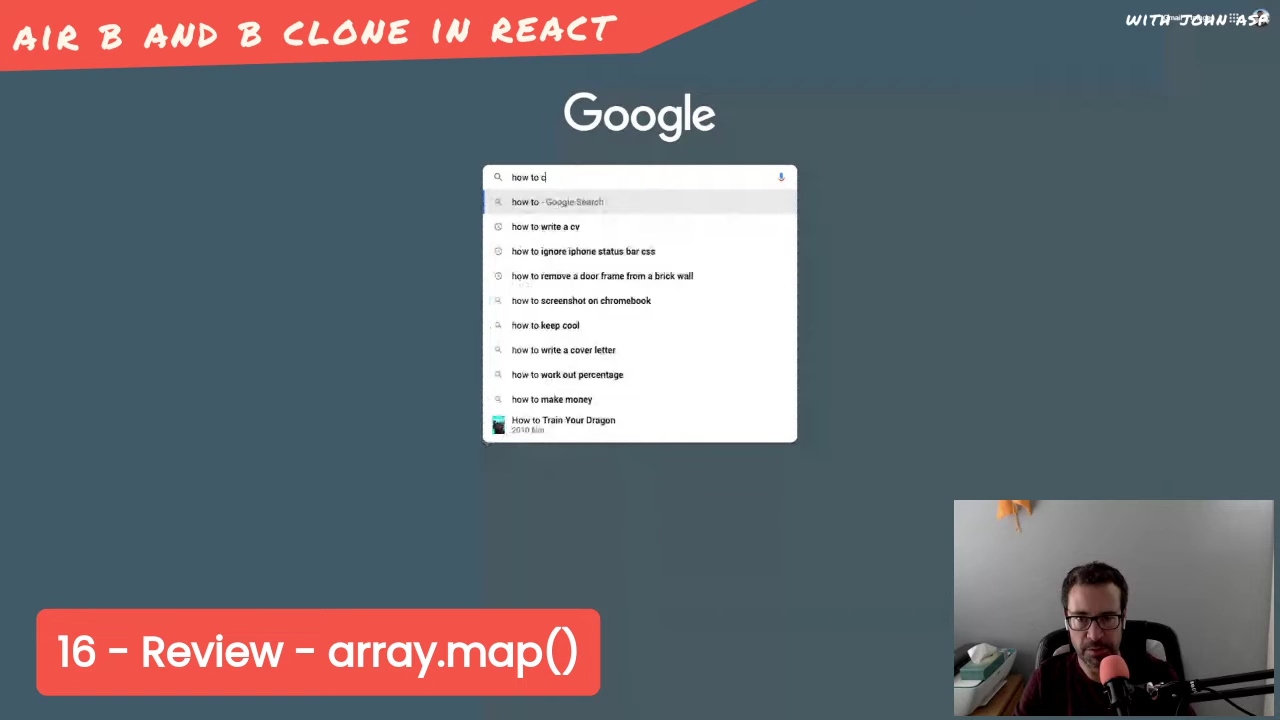 AIR B AND B CLONE IN REACT
WITH JOHN ASP
Google
how to c
how to - Google Search
how to write a cv
how to ignore iphone status bar css
how to remove a door frame from a brick wall
how to screenshot on chromebook
how to keep cool
how to write a cover letter
how to work out percentage
how to make money
How to Train Your Dragon
2010 film
16 - Review - array.map()